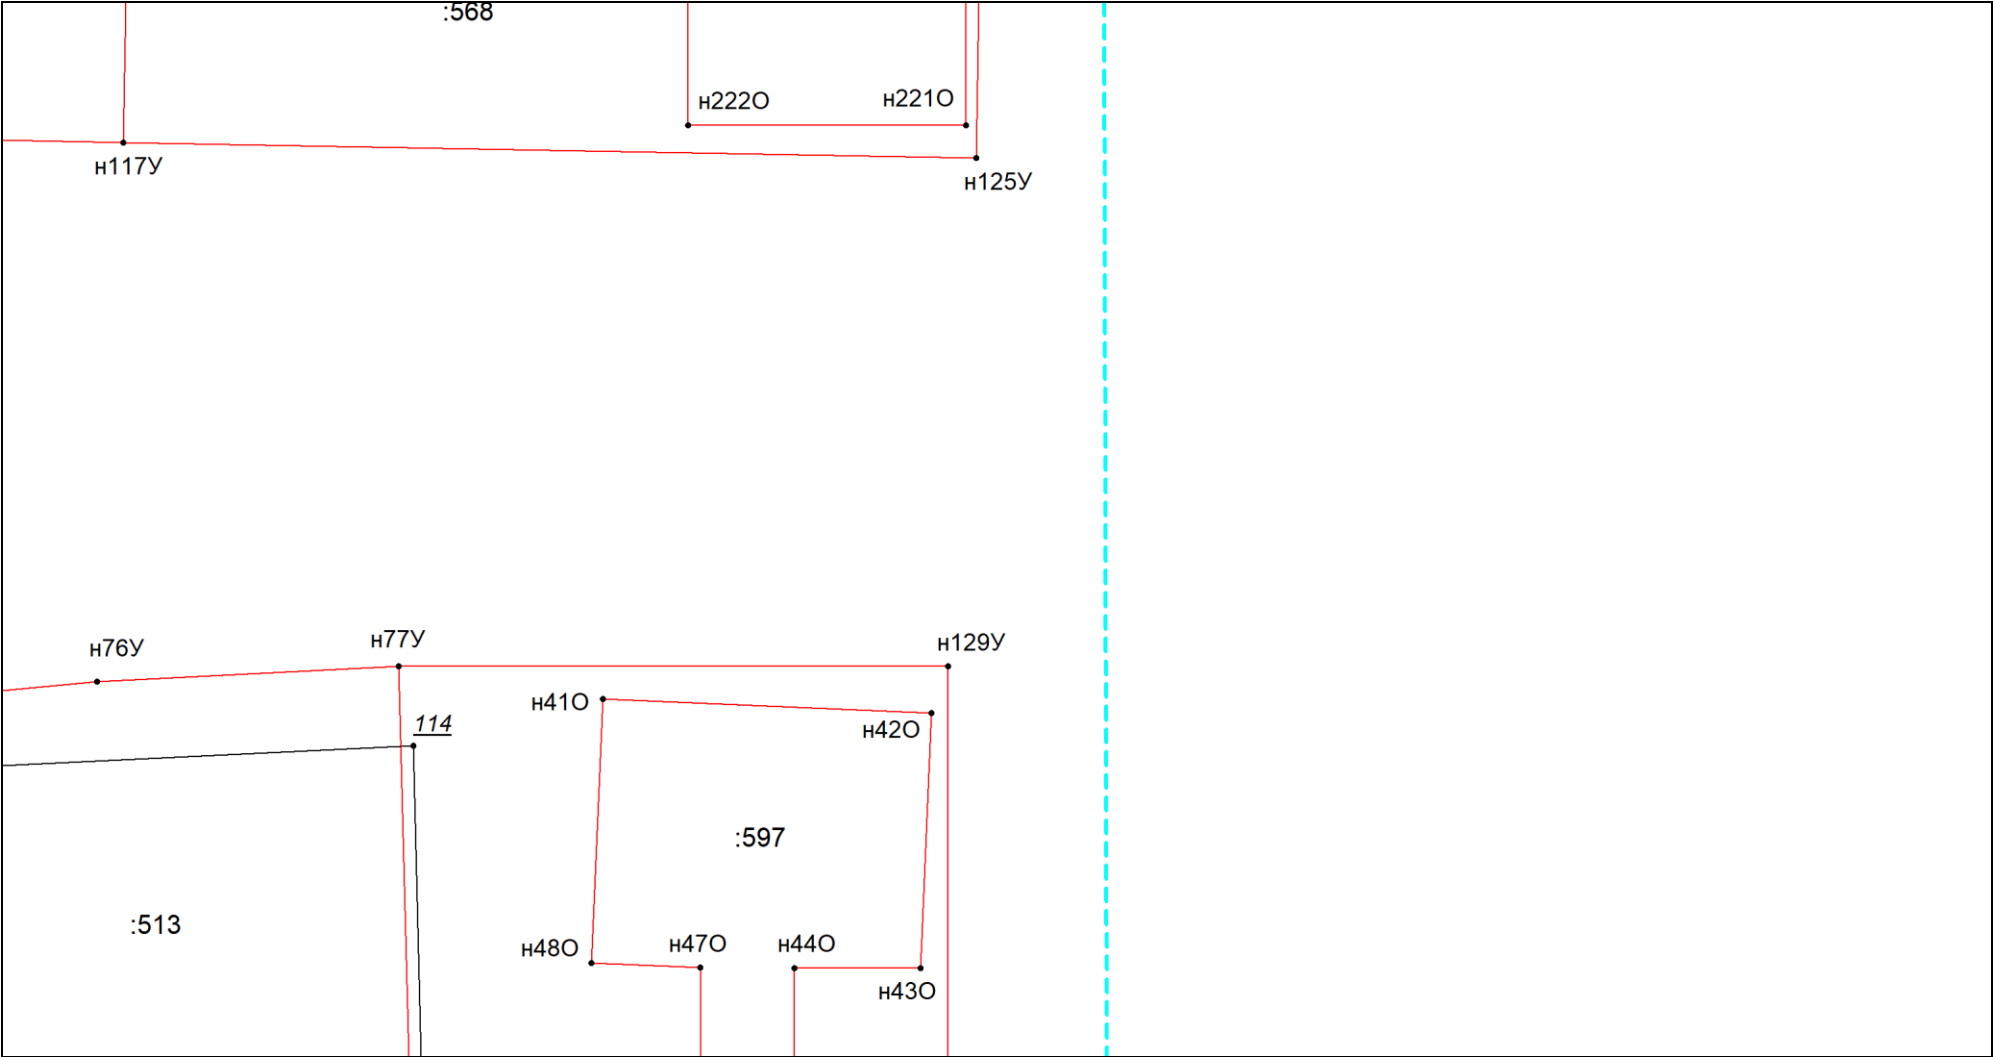 :568
н222О
н221О
н117У
н125У
н76У
н77У
н129У
н41О
н42О
114
:597
:513
н48О
н47О
н44О
н43О